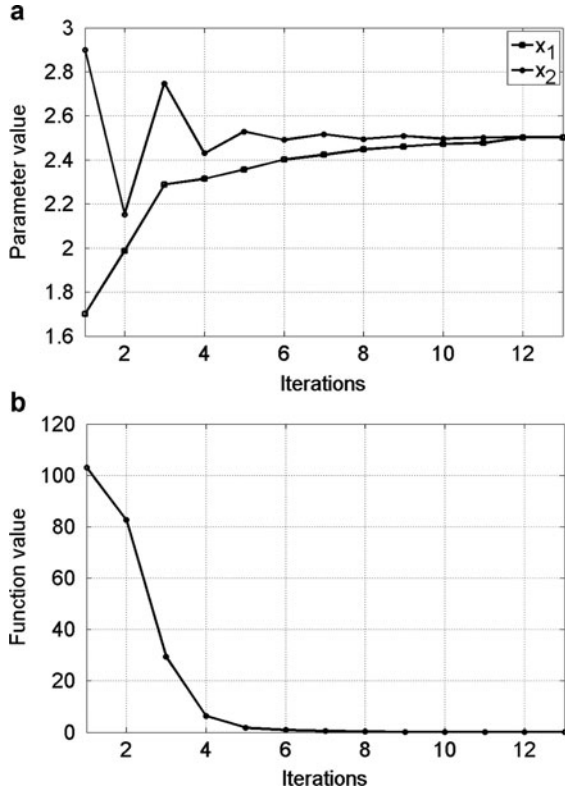 a
3
2.8
2.6
2.4
2.2
2
1.8
1.6
Parameter value
x1
x2
2 4 6 8 10 12
Iterations
b
120
100
80
60
40
20
0
Function value
2 4 6 8 10 12
Iterations